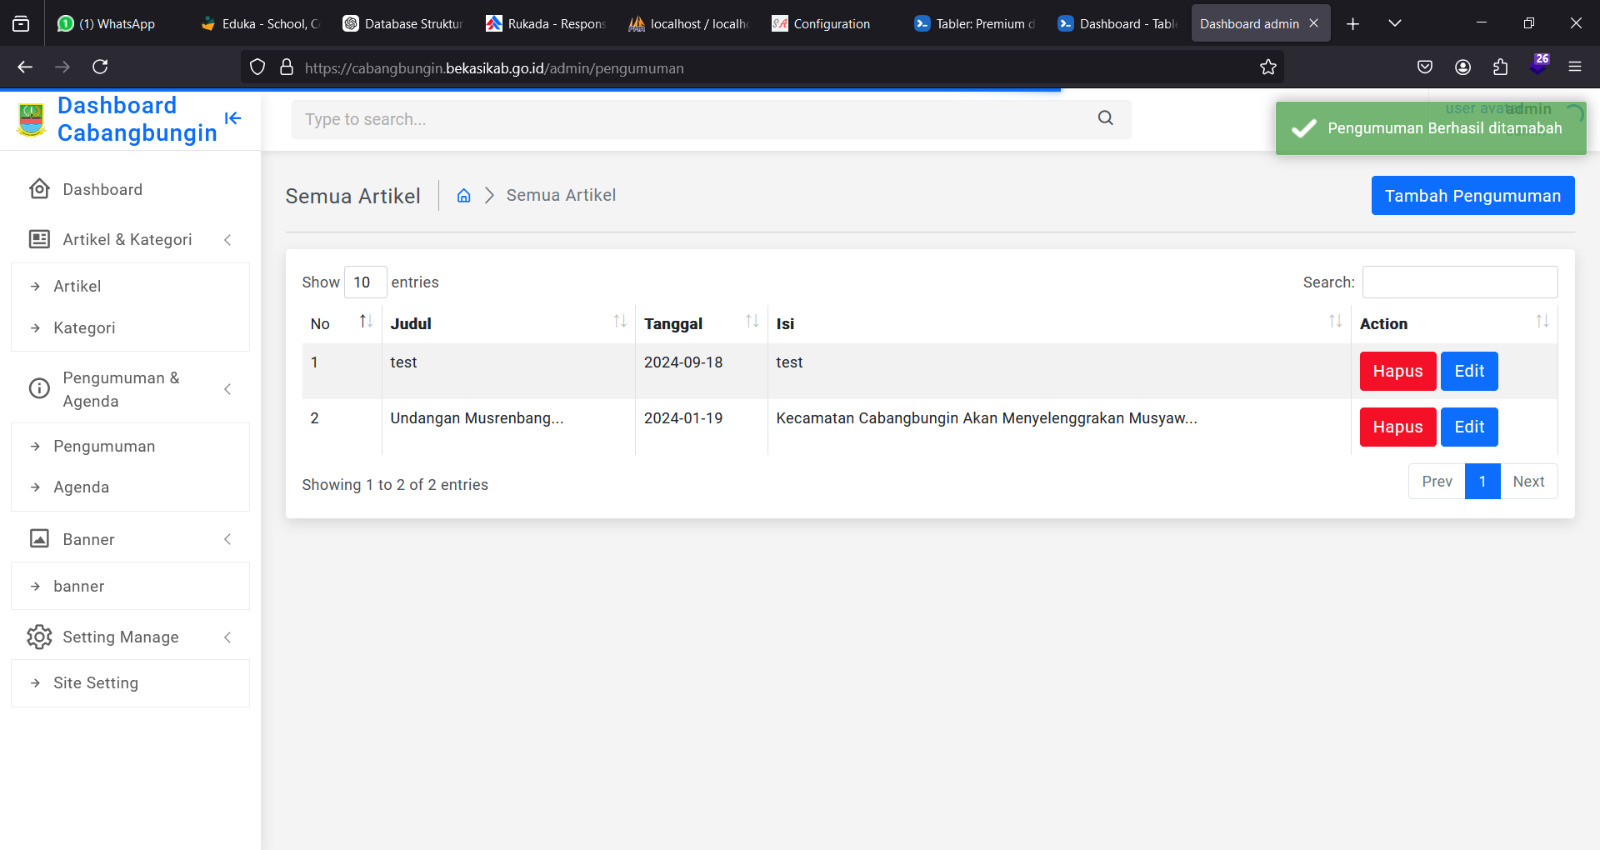 (1) WhatsApp
Eduka - School, C
Database Struktur
Rukada - Respons
localhost / localh
Configuration
Tabler: Premium d
Dashboard - Tabl
Dashboard admin
https://cabangbungin.bekasikab.go.id/admin/pengumuman
26
Dashboard
Cabangbungin
Type to search...
user avatar
admin
Pengumuman Berhasil ditamabah
Dashboard
Artikel & Kategori
Artikel
Kategori
Pengumuman &
Agenda
Pengumuman
Agenda
Banner
banner
Setting Manage
Site Setting
Semua Artikel
Semua Artikel
Tambah Pengumuman
Show 10 entries
Search:
No Judul Tanggal Isi Action
1 test 2024-09-18 test Hapus Edit
2 Undangan Musrenbang... 2024-01-19 Kecamatan Cabangbungin Akan Menyelenggrakan Musyaw... Hapus Edit
Showing 1 to 2 of 2 entries
Prev 1 Next